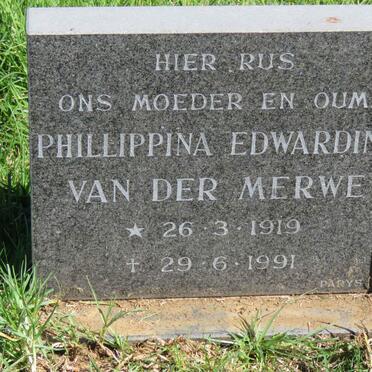 HIER RUS
ONS MOEDER EN OUM
PHILLIPPINA EDWARDIN
VAN DER MERWE
★ 26-3-1919
✝ 29-6-1991
PARYS